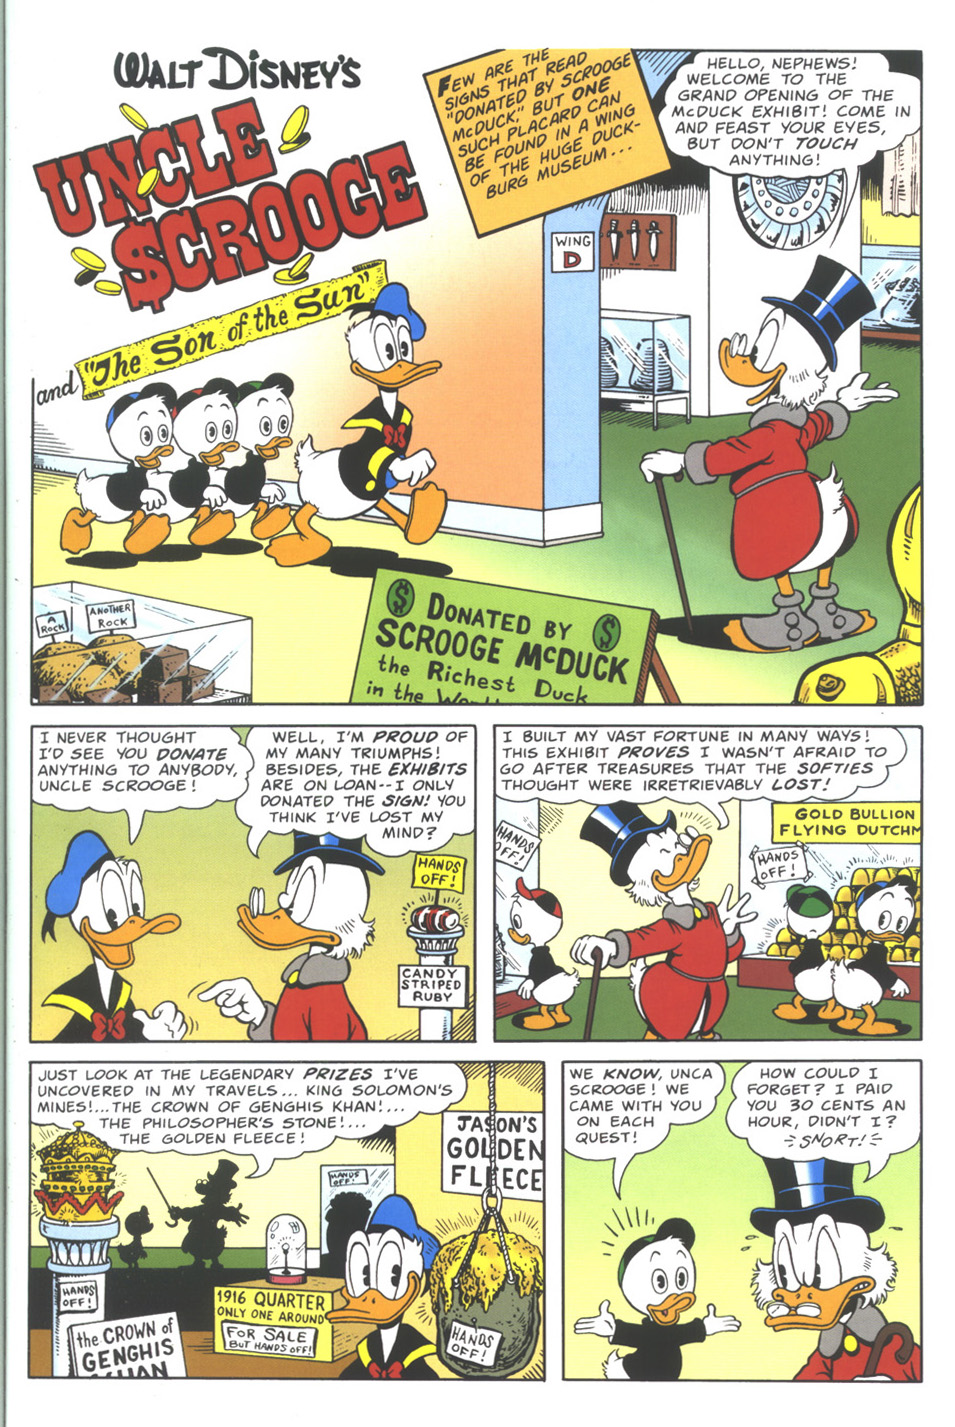 WALT DISNEY'S
UNCLE
$CROOGE
and "The Son of the Sun"
FEW ARE THE
SIGNS THAT READ
"DONATED BY SCROOGE
McDUCK," BUT ONE
SUCH PLACARD CAN
BE FOUND IN A WING
OF THE HUGE DUCK-
BURG MUSEUM...
HELLO, NEPHEWS!
WELCOME TO THE
GRAND OPENING OF THE
McDUCK EXHIBIT! COME IN
AND FEAST YOUR EYES,
BUT DON'T TOUCH
ANYTHING!
WING
D
A
ROCK
ANOTHER
ROCK
$ DONATED BY $
SCROOGE McDUCK
the Richest Duck
in the
I NEVER THOUGHT
I'D SEE YOU DONATE
ANYTHING TO ANYBODY,
UNCLE SCROOGE!
WELL, I'M PROUD OF
MY MANY TRIUMPHS!
BESIDES, THE EXHIBITS
ARE ON LOAN--I ONLY
DONATED THE SIGN! YOU
THINK I'VE LOST MY
MIND?
HANDS
OFF!
CANDY
STRIPED
RUBY
I BUILT MY VAST FORTUNE IN MANY WAYS!
THIS EXHIBIT PROVES I WASN'T AFRAID TO
GO AFTER TREASURES THAT THE SOFTIES
THOUGHT WERE IRRETRIEVABLY LOST!
HANDS
OFF!
GOLD BULLION
FLYING DUTCHM
HANDS
OFF!
JUST LOOK AT THE LEGENDARY PRIZES I'VE
UNCOVERED IN MY TRAVELS... KING SOLOMON'S
MINES!...THE CROWN OF GENGHIS KHAN!...
THE PHILOSOPHER'S STONE!...
THE GOLDEN FLEECE!
JASON'S
GOLDEN
FLEECE
HANDS
OFF!
HANDS
OFF!
the CROWN of
GENGHIS
KHAN
1916 QUARTER
ONLY ONE AROUND
FOR SALE
BUT HANDS OFF!
HANDS
OFF!
WE KNOW, UNCA
SCROOGE! WE
CAME WITH YOU
ON EACH
QUEST!
HOW COULD I
FORGET? I PAID
YOU 30 CENTS AN
HOUR, DIDN'T I?
SNORT!